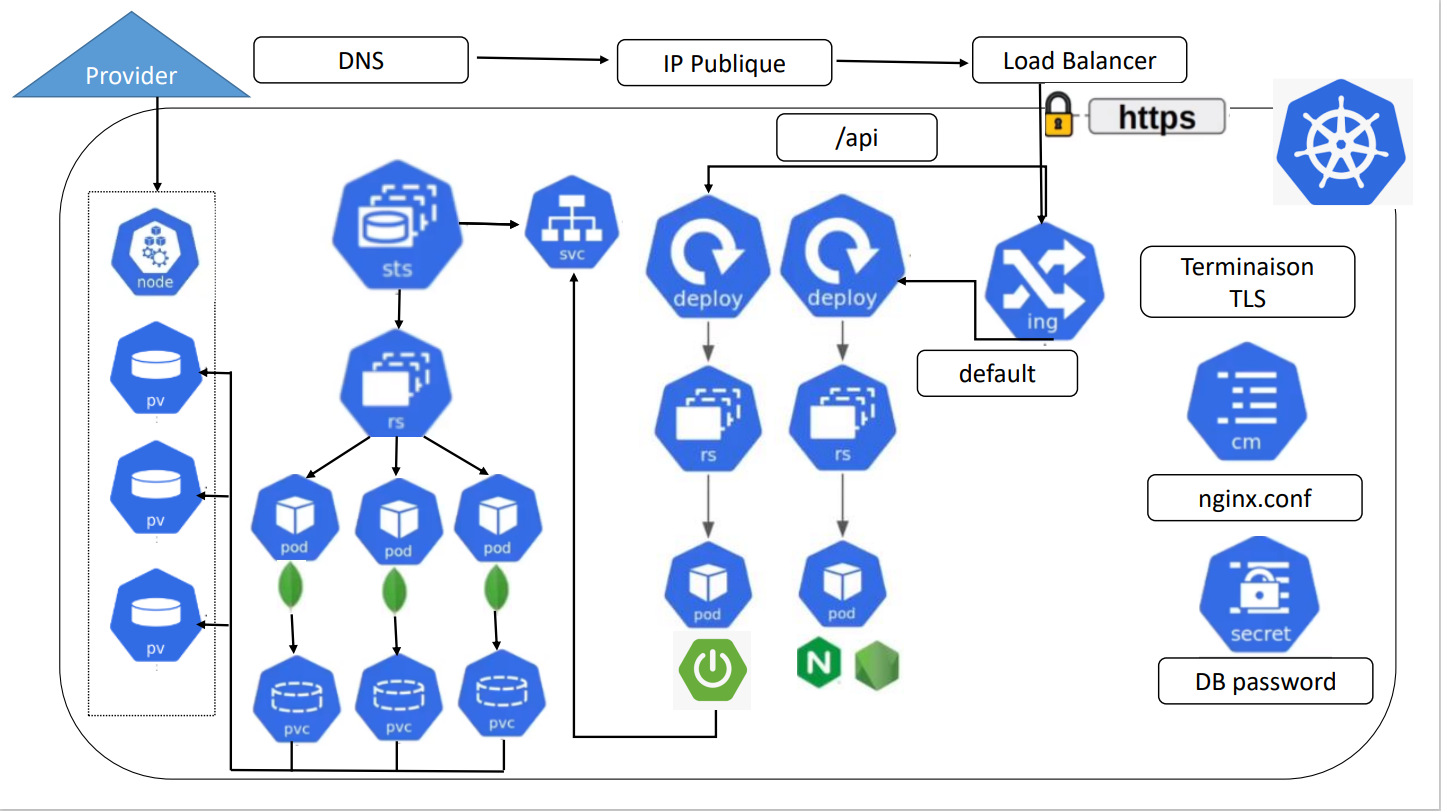 Provider
DNS
IP Publique
Load Balancer
https
/api
node
pv
pv
pv
sts
svc
rs
pod
pod
pod
pvc
pvc
pvc
deploy
deploy
rs
rs
pod
pod
N
ing
default
Terminaison
TLS
cm
nginx.conf
secret
DB password